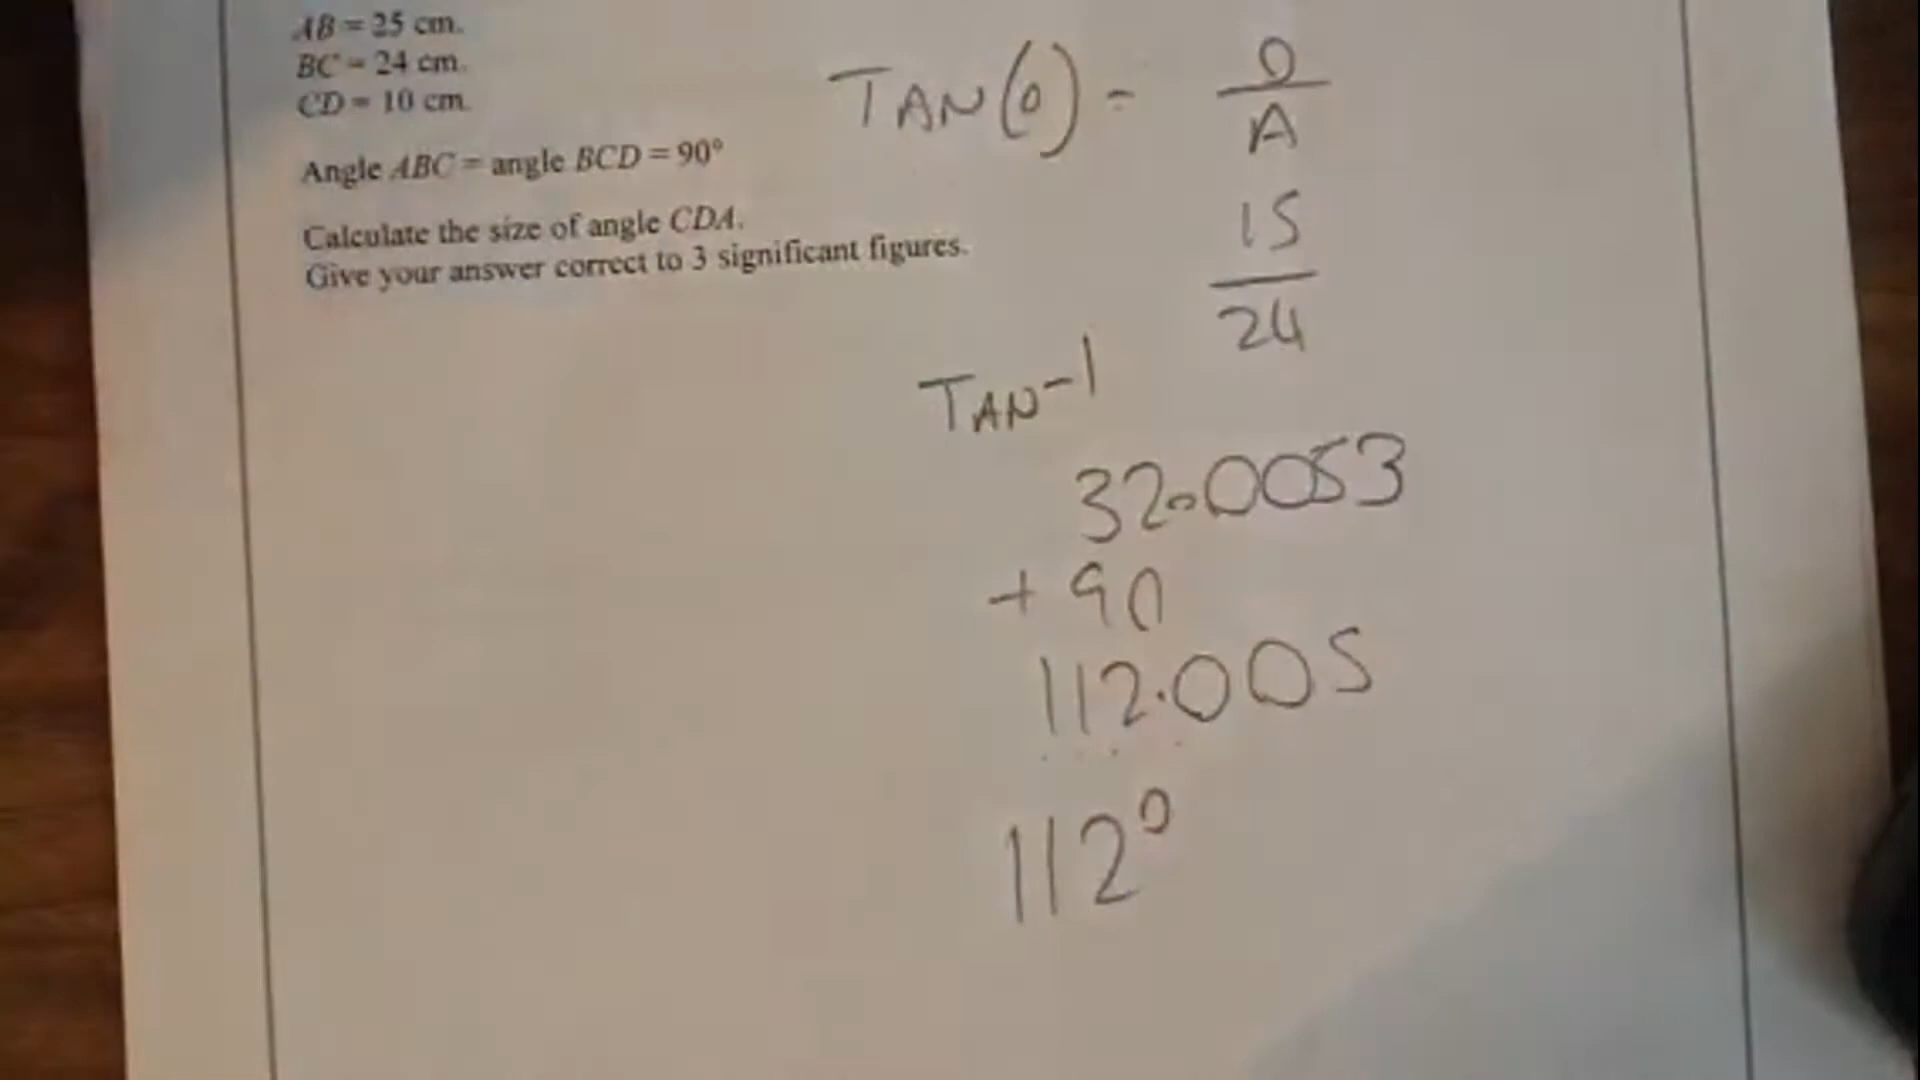 AB = 25 cm.
BC = 24 cm.
CD = 10 cm.
Angle ABC = angle BCD = 90°
Calculate the size of angle CDA.
Give your answer correct to 3 significant figures.
TAN(0) = O/A
15/24
TAN-1
32.0053
+ 90
112.005
112°